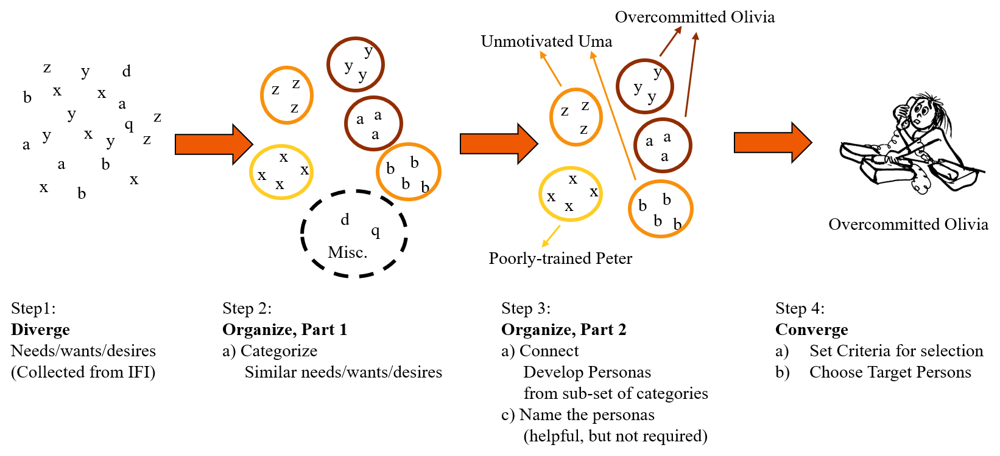 Overcommitted Olivia
Unmotivated Uma
z y d
b x x
a
y z
q
y x y z
a
a b
x b x
z z
z
y
y
y
a a
a
x
x x
x
b b
b b
d
q
Misc.
z z
z
y
y
y
a a
a
x
x x
x
b b
b b
Poorly-trained Peter
Overcommitted Olivia
Step1:
Diverge
Needs/wants/desires
(Collected from IFI)
Step 2:
Organize, Part 1
a) Categorize
Similar needs/wants/desires
Step 3:
Organize, Part 2
a) Connect
Develop Personas
from sub-set of categories
c) Name the personas
(helpful, but not required)
Step 4:
Converge
a) Set Criteria for selection
b) Choose Target Persons